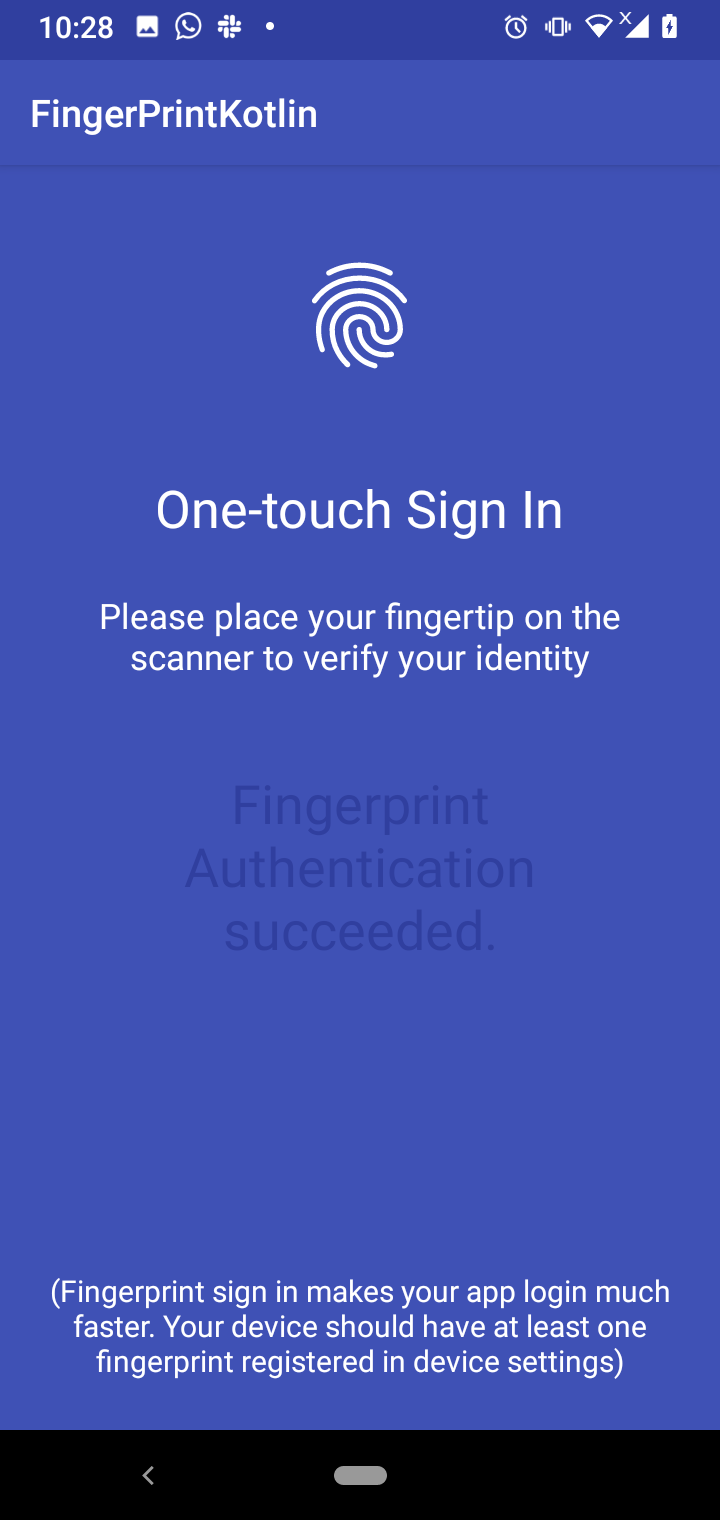 10:28
FingerPrintKotlin
One-touch Sign In
Please place your fingertip on the
scanner to verify your identity
Fingerprint
Authentication
succeeded.
(Fingerprint sign in makes your app login much
faster. Your device should have at least one
fingerprint registered in device settings)